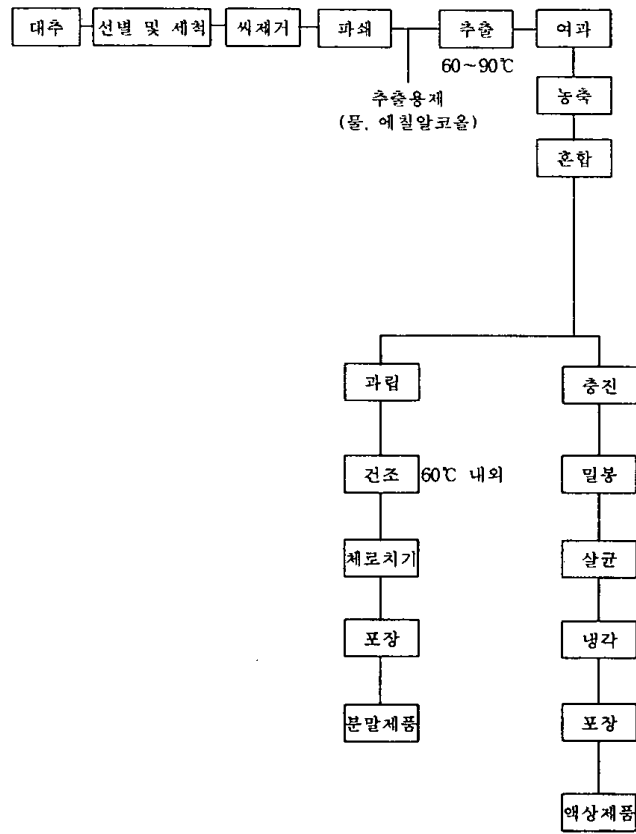 대추
선별 및 세척
씨제거
파쇄
추출
여과
60~90℃
추출용재
(물, 에칠알코올)
농축
혼합
과립
충진
건조
60℃ 내외
밀봉
체로치기
살균
포장
냉각
분말제품
포장
액상제품